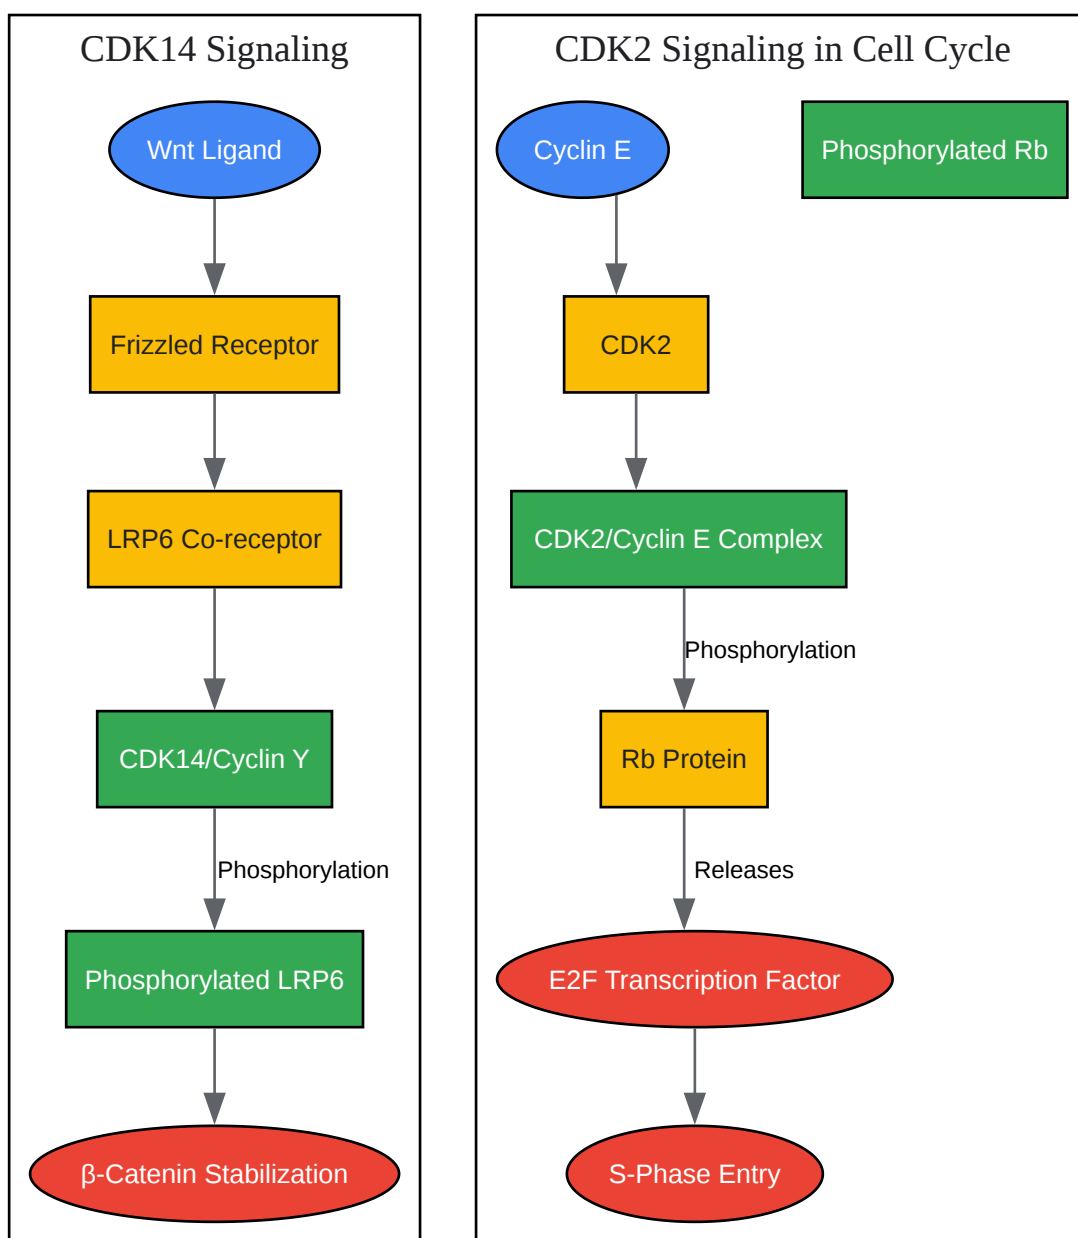 CDK14 Signaling
Wnt Ligand
Frizzled Receptor
LRP6 Co-receptor
CDK14/Cyclin Y
Phosphorylation
Phosphorylated LRP6
β-Catenin Stabilization
CDK2 Signaling in Cell Cycle
Cyclin E
Phosphorylated Rb
CDK2
CDK2/Cyclin E Complex
Phosphorylation
Rb Protein
Releases
E2F Transcription Factor
S-Phase Entry